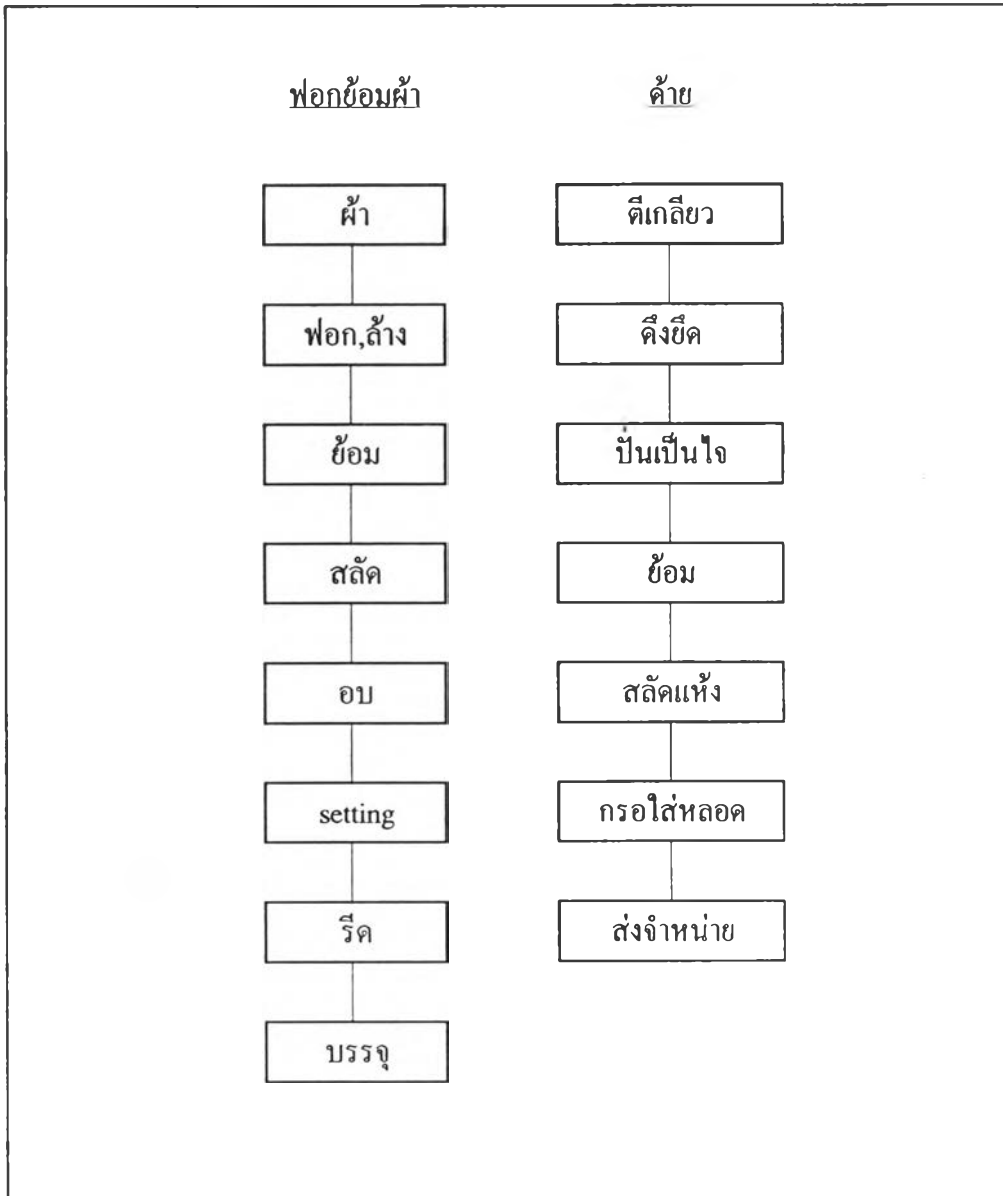 ฟอกย้อมผ้า
ผ้า
ฟอก,ล้าง
ย้อม
สลัด
อบ
setting
รีด
บรรจุ
ด้าย
ตีเกลียว
ดึงยืด
ปั่นเป็นใจ
ย้อม
สลัดแห้ง
กรอใส่หลอด
ส่งจำหน่าย